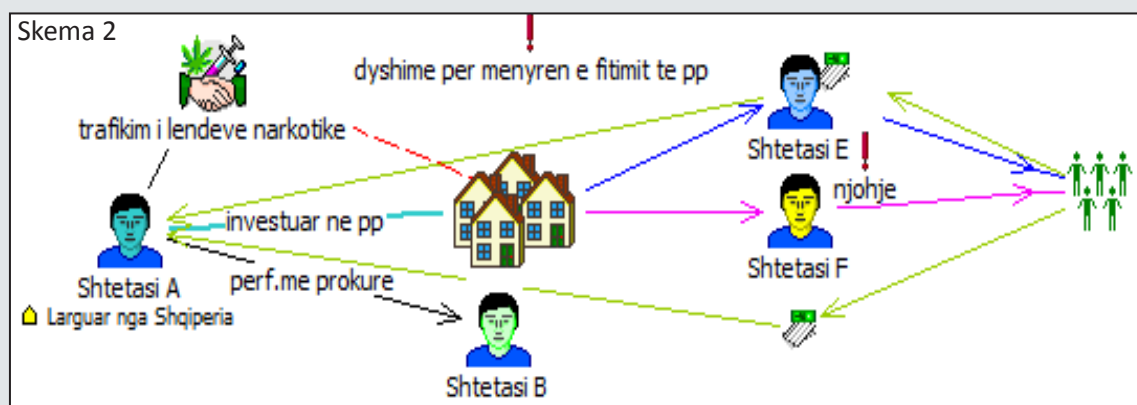 Skema 2
dyshime per menyren e fitimit te pp
trafikim i lendeve narkotike
Shtetasi E
njohje
investuar ne pp
Shtetasi A
Shtetasi F
perf.me prokure
Larguar nga Shqiperia
Shtetasi B